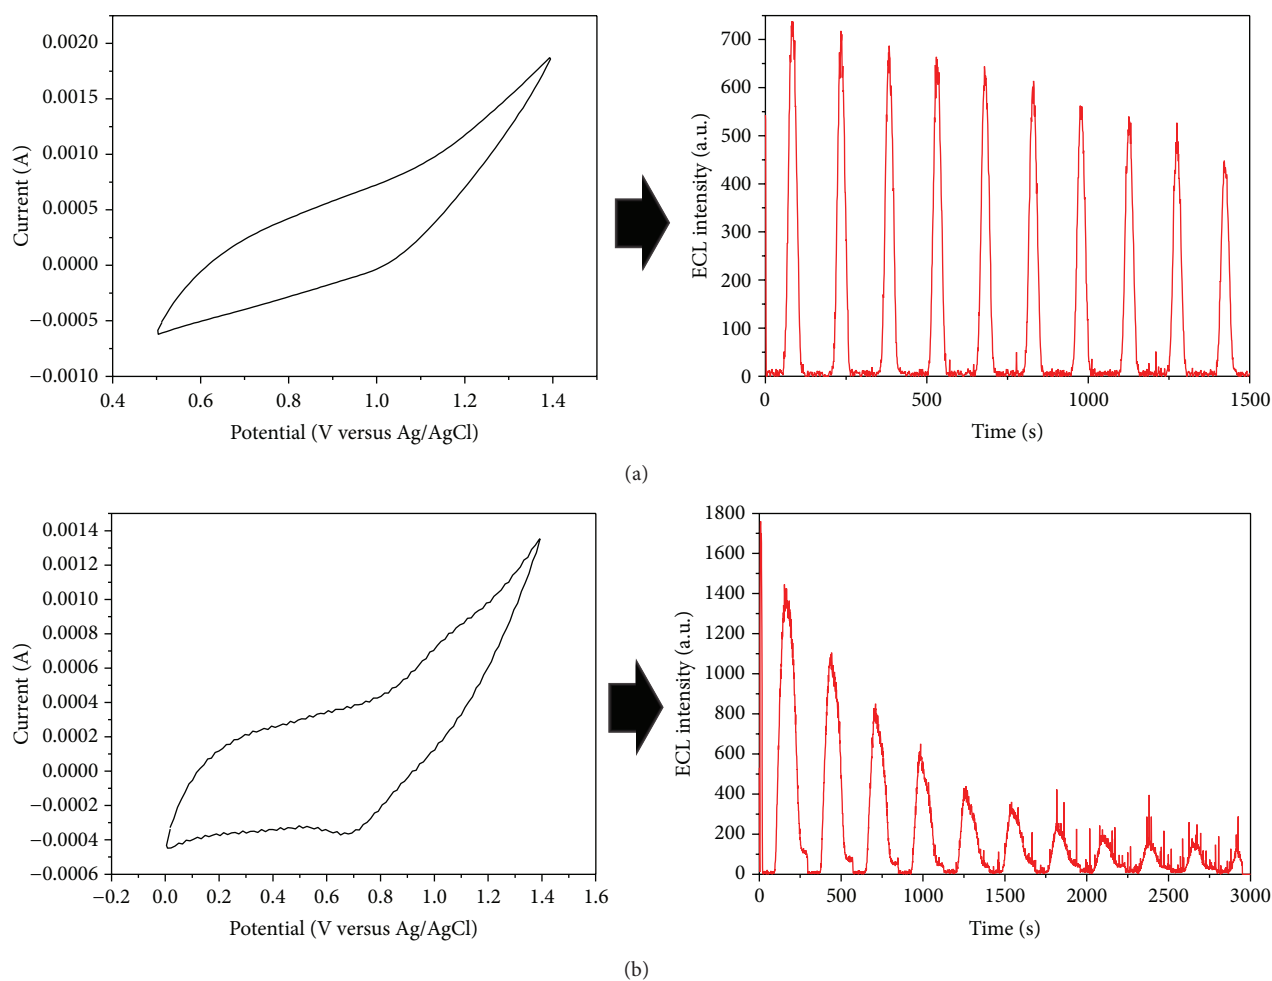 0.0020
0.0015
0.0010
0.0005
0.0000
−0.0005
−0.0010
Current (A)
0.4 0.6 0.8 1.0 1.2 1.4
Potential (V versus Ag/AgCl)
700
600
500
400
300
200
100
0
ECL intensity (a.u.)
0 500 1000 1500
Time (s)
(a)
0.0014
0.0012
0.0010
0.0008
0.0006
0.0004
0.0002
0.0000
−0.0002
−0.0004
−0.0006
Current (A)
−0.2 0.0 0.2 0.4 0.6 0.8 1.0 1.2 1.4 1.6
Potential (V versus Ag/AgCl)
1800
1600
1400
1200
1000
800
600
400
200
0
ECL intensity (a.u.)
0 500 1000 1500 2000 2500 3000
Time (s)
(b)